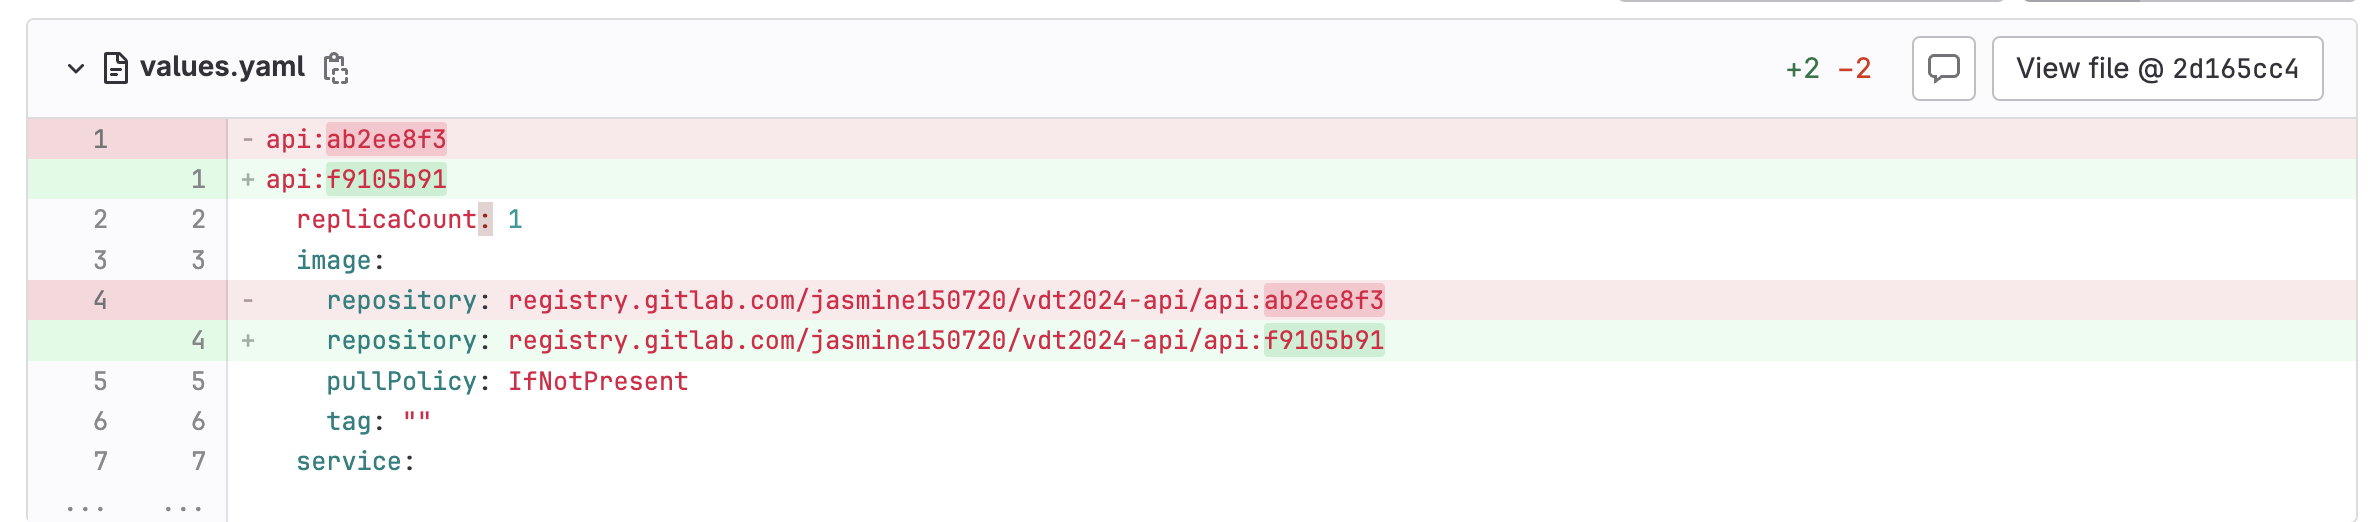 values.yaml +2 −2 View file @ 2d165cc4
1 - api:ab2ee8f3
1 + api:f9105b91
2 2 replicaCount: 1
3 3 image:
4 - repository: registry.gitlab.com/jasmine150720/vdt2024-api/api:ab2ee8f3
4 + repository: registry.gitlab.com/jasmine150720/vdt2024-api/api:f9105b91
5 5 pullPolicy: IfNotPresent
6 6 tag: ""
7 7 service:
... ...